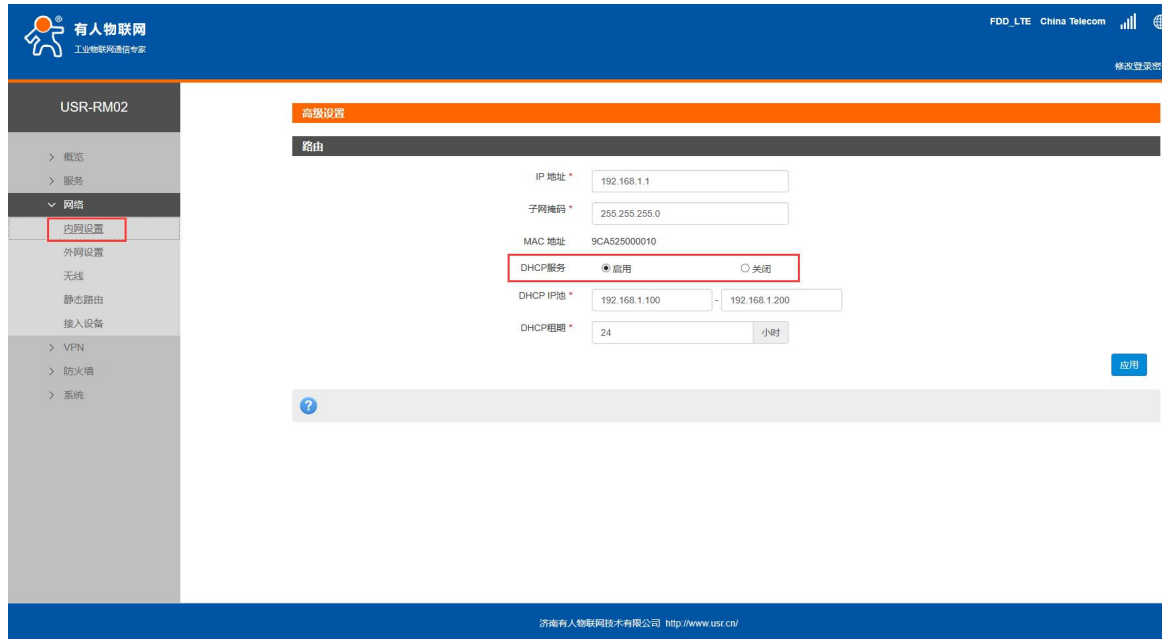 有人物联网
工业物联网通信专家
FDD_LTE China Telecom
修改登录密
USR-RM02
> 概览
> 服务
网络
内网设置
外网设置
无线
静态路由
接入设备
> VPN
> 防火墙
> 系统
高级设置
路由
IP 地址 * 192.168.1.1
子网掩码 * 255.255.255.0
MAC 地址 9CA525000010
DHCP服务 启用 关闭
DHCP IP池 * 192.168.1.100 - 192.168.1.200
DHCP租期 * 24 小时
应用
?
济南有人物联网技术有限公司 http://www.usr.cn/